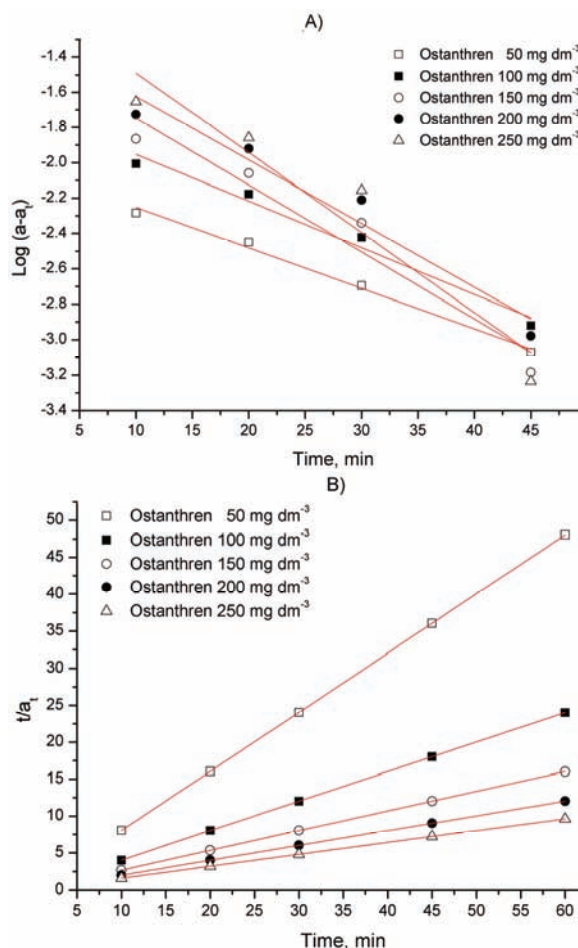 A)
Ostanthren 50 mg dm⁻³
Ostanthren 100 mg dm⁻³
Ostanthren 150 mg dm⁻³
Ostanthren 200 mg dm⁻³
Ostanthren 250 mg dm⁻³
-1.4
-1.6
-1.8
-2.0
-2.2
-2.4
-2.6
-2.8
-3.0
-3.2
-3.4
Log (a-aₜ)
5 10 15 20 25 30 35 40 45 50
Time, min
B)
Ostanthren 50 mg dm⁻³
Ostanthren 100 mg dm⁻³
Ostanthren 150 mg dm⁻³
Ostanthren 200 mg dm⁻³
Ostanthren 250 mg dm⁻³
50
45
40
35
30
25
20
15
10
5
0
t/aₜ
5 10 15 20 25 30 35 40 45 50 55 60 65
Time, min